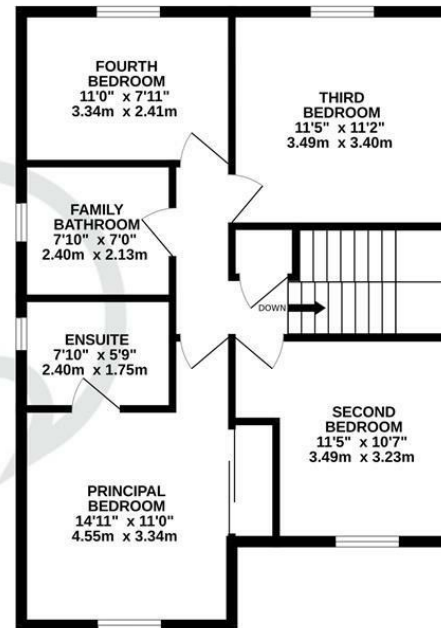 FOURTH
BEDROOM
11'0" x 7'11"
3.34m x 2.41m
THIRD
BEDROOM
11'5" x 11'2"
3.49m x 3.40m
FAMILY
BATHROOM
7'10" x 7'0"
2.40m x 2.13m
DOWN
ENSUITE
7'10" x 5'9"
2.40m x 1.75m
SECOND
BEDROOM
11'5" x 10'7"
3.49m x 3.23m
PRINCIPAL
BEDROOM
14'11" x 11'0"
4.55m x 3.34m